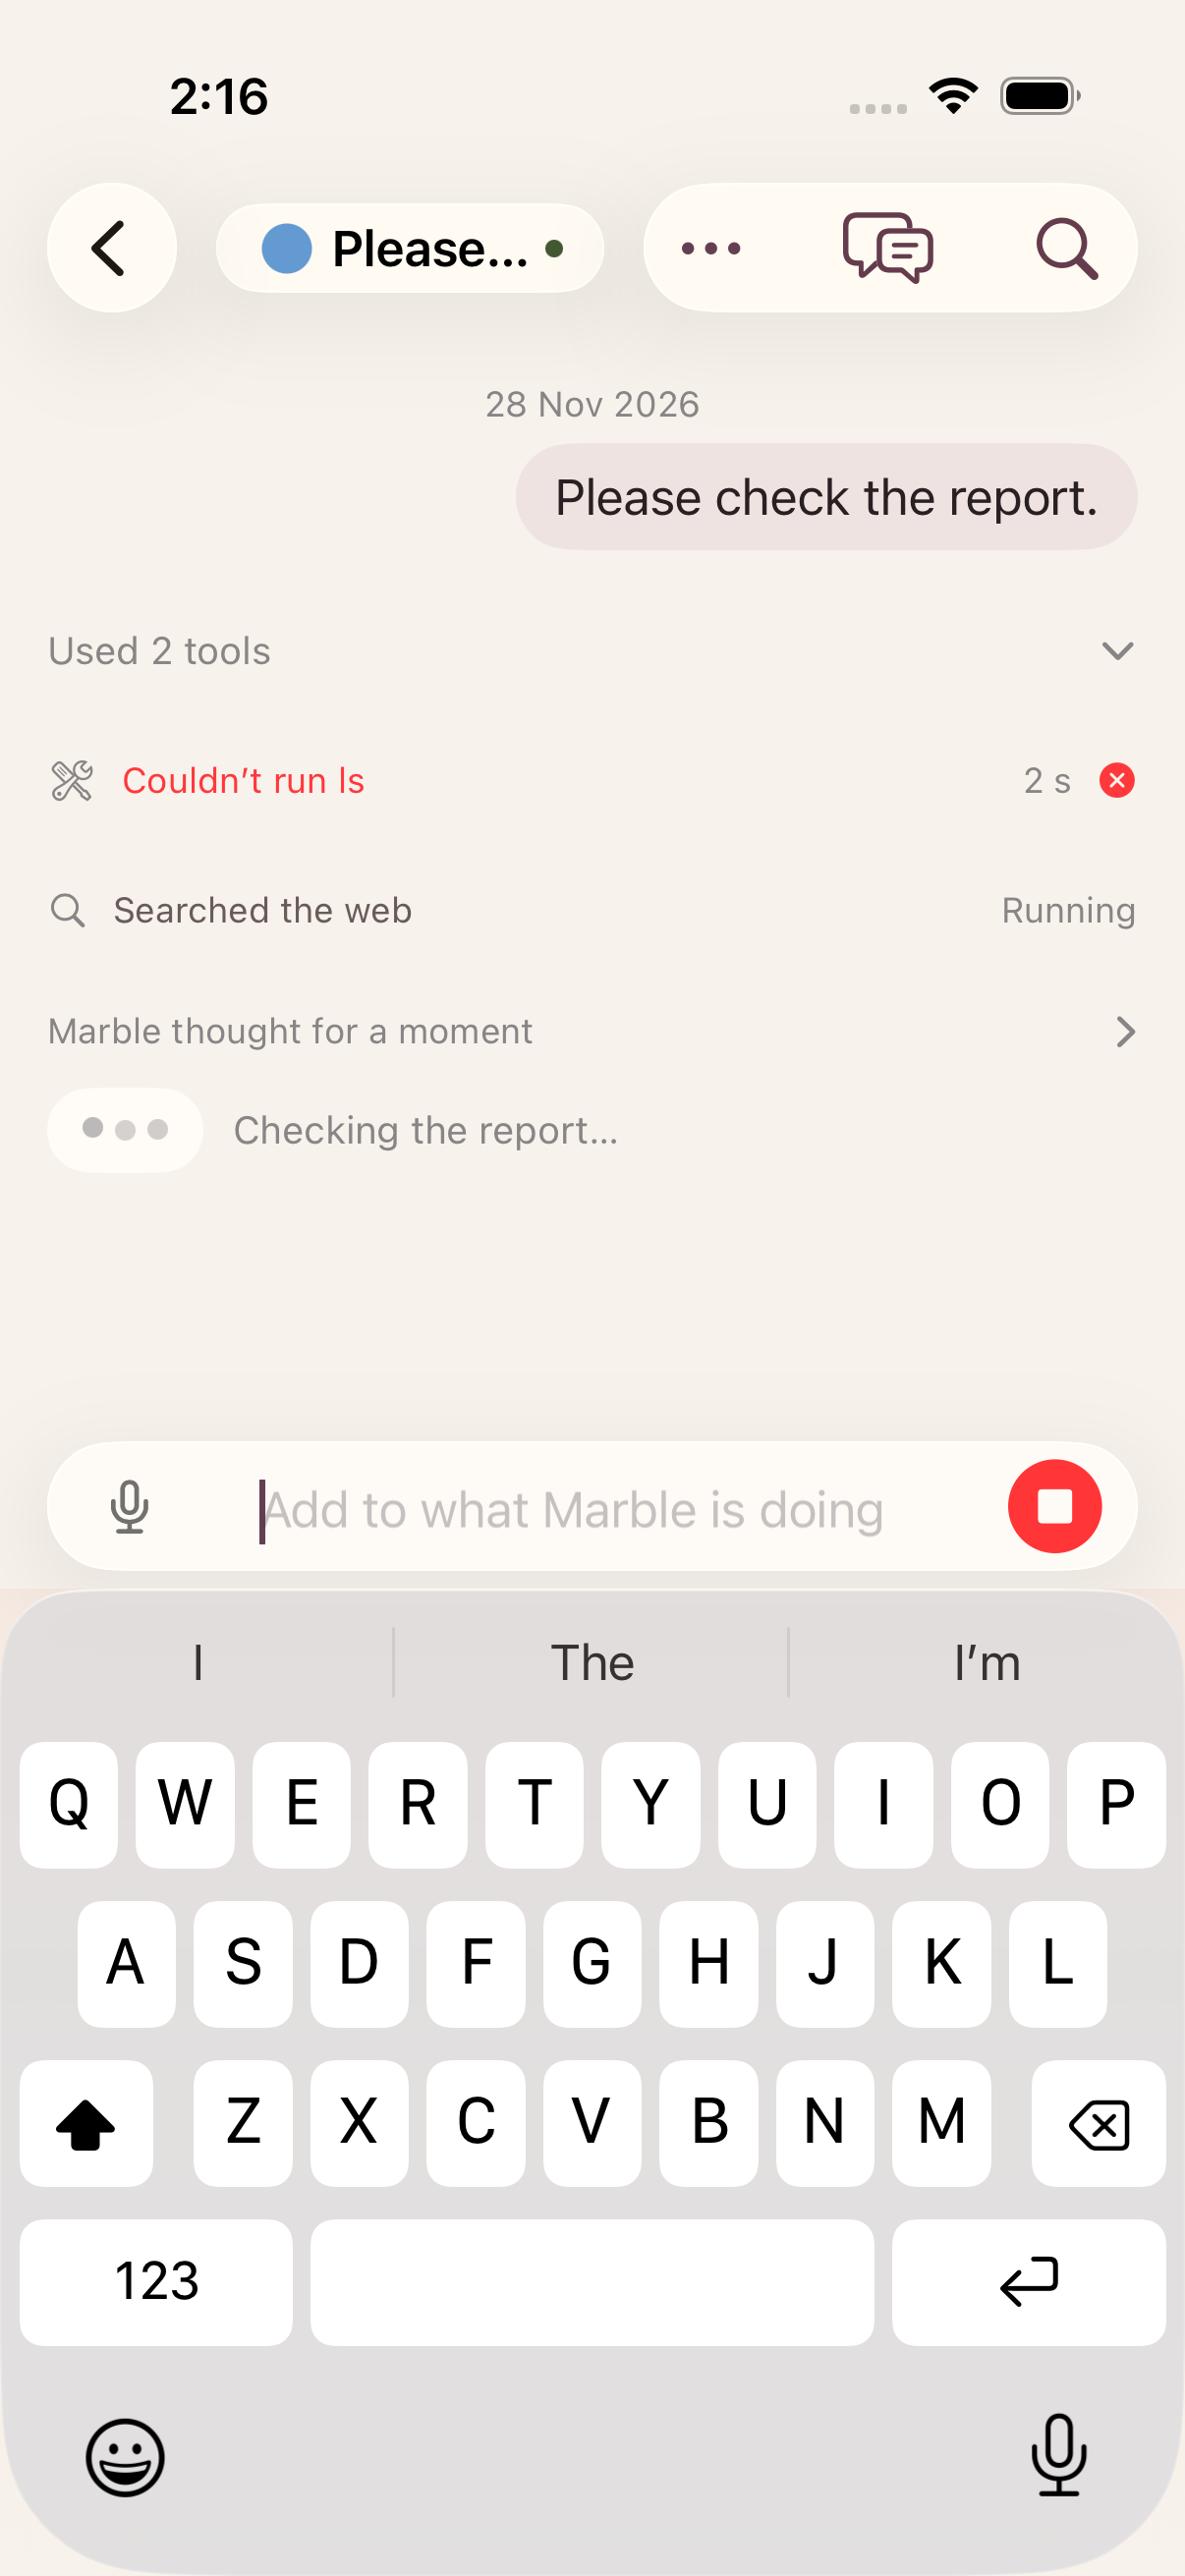 2:16
Please...
28 Nov 2026
Please check the report.
Used 2 tools
Couldn’t run ls
2 s
Searched the web
Running
Marble thought for a moment
Checking the report...
Add to what Marble is doing
I
The
I’m
Q W E R T Y U I O P
A S D F G H J K L
Z X C V B N M
123